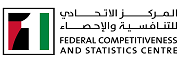 المركز الاتحادي
للتنافسية والإحصاء
FEDERAL COMPETITIVENESS
AND STATISTICS CENTRE